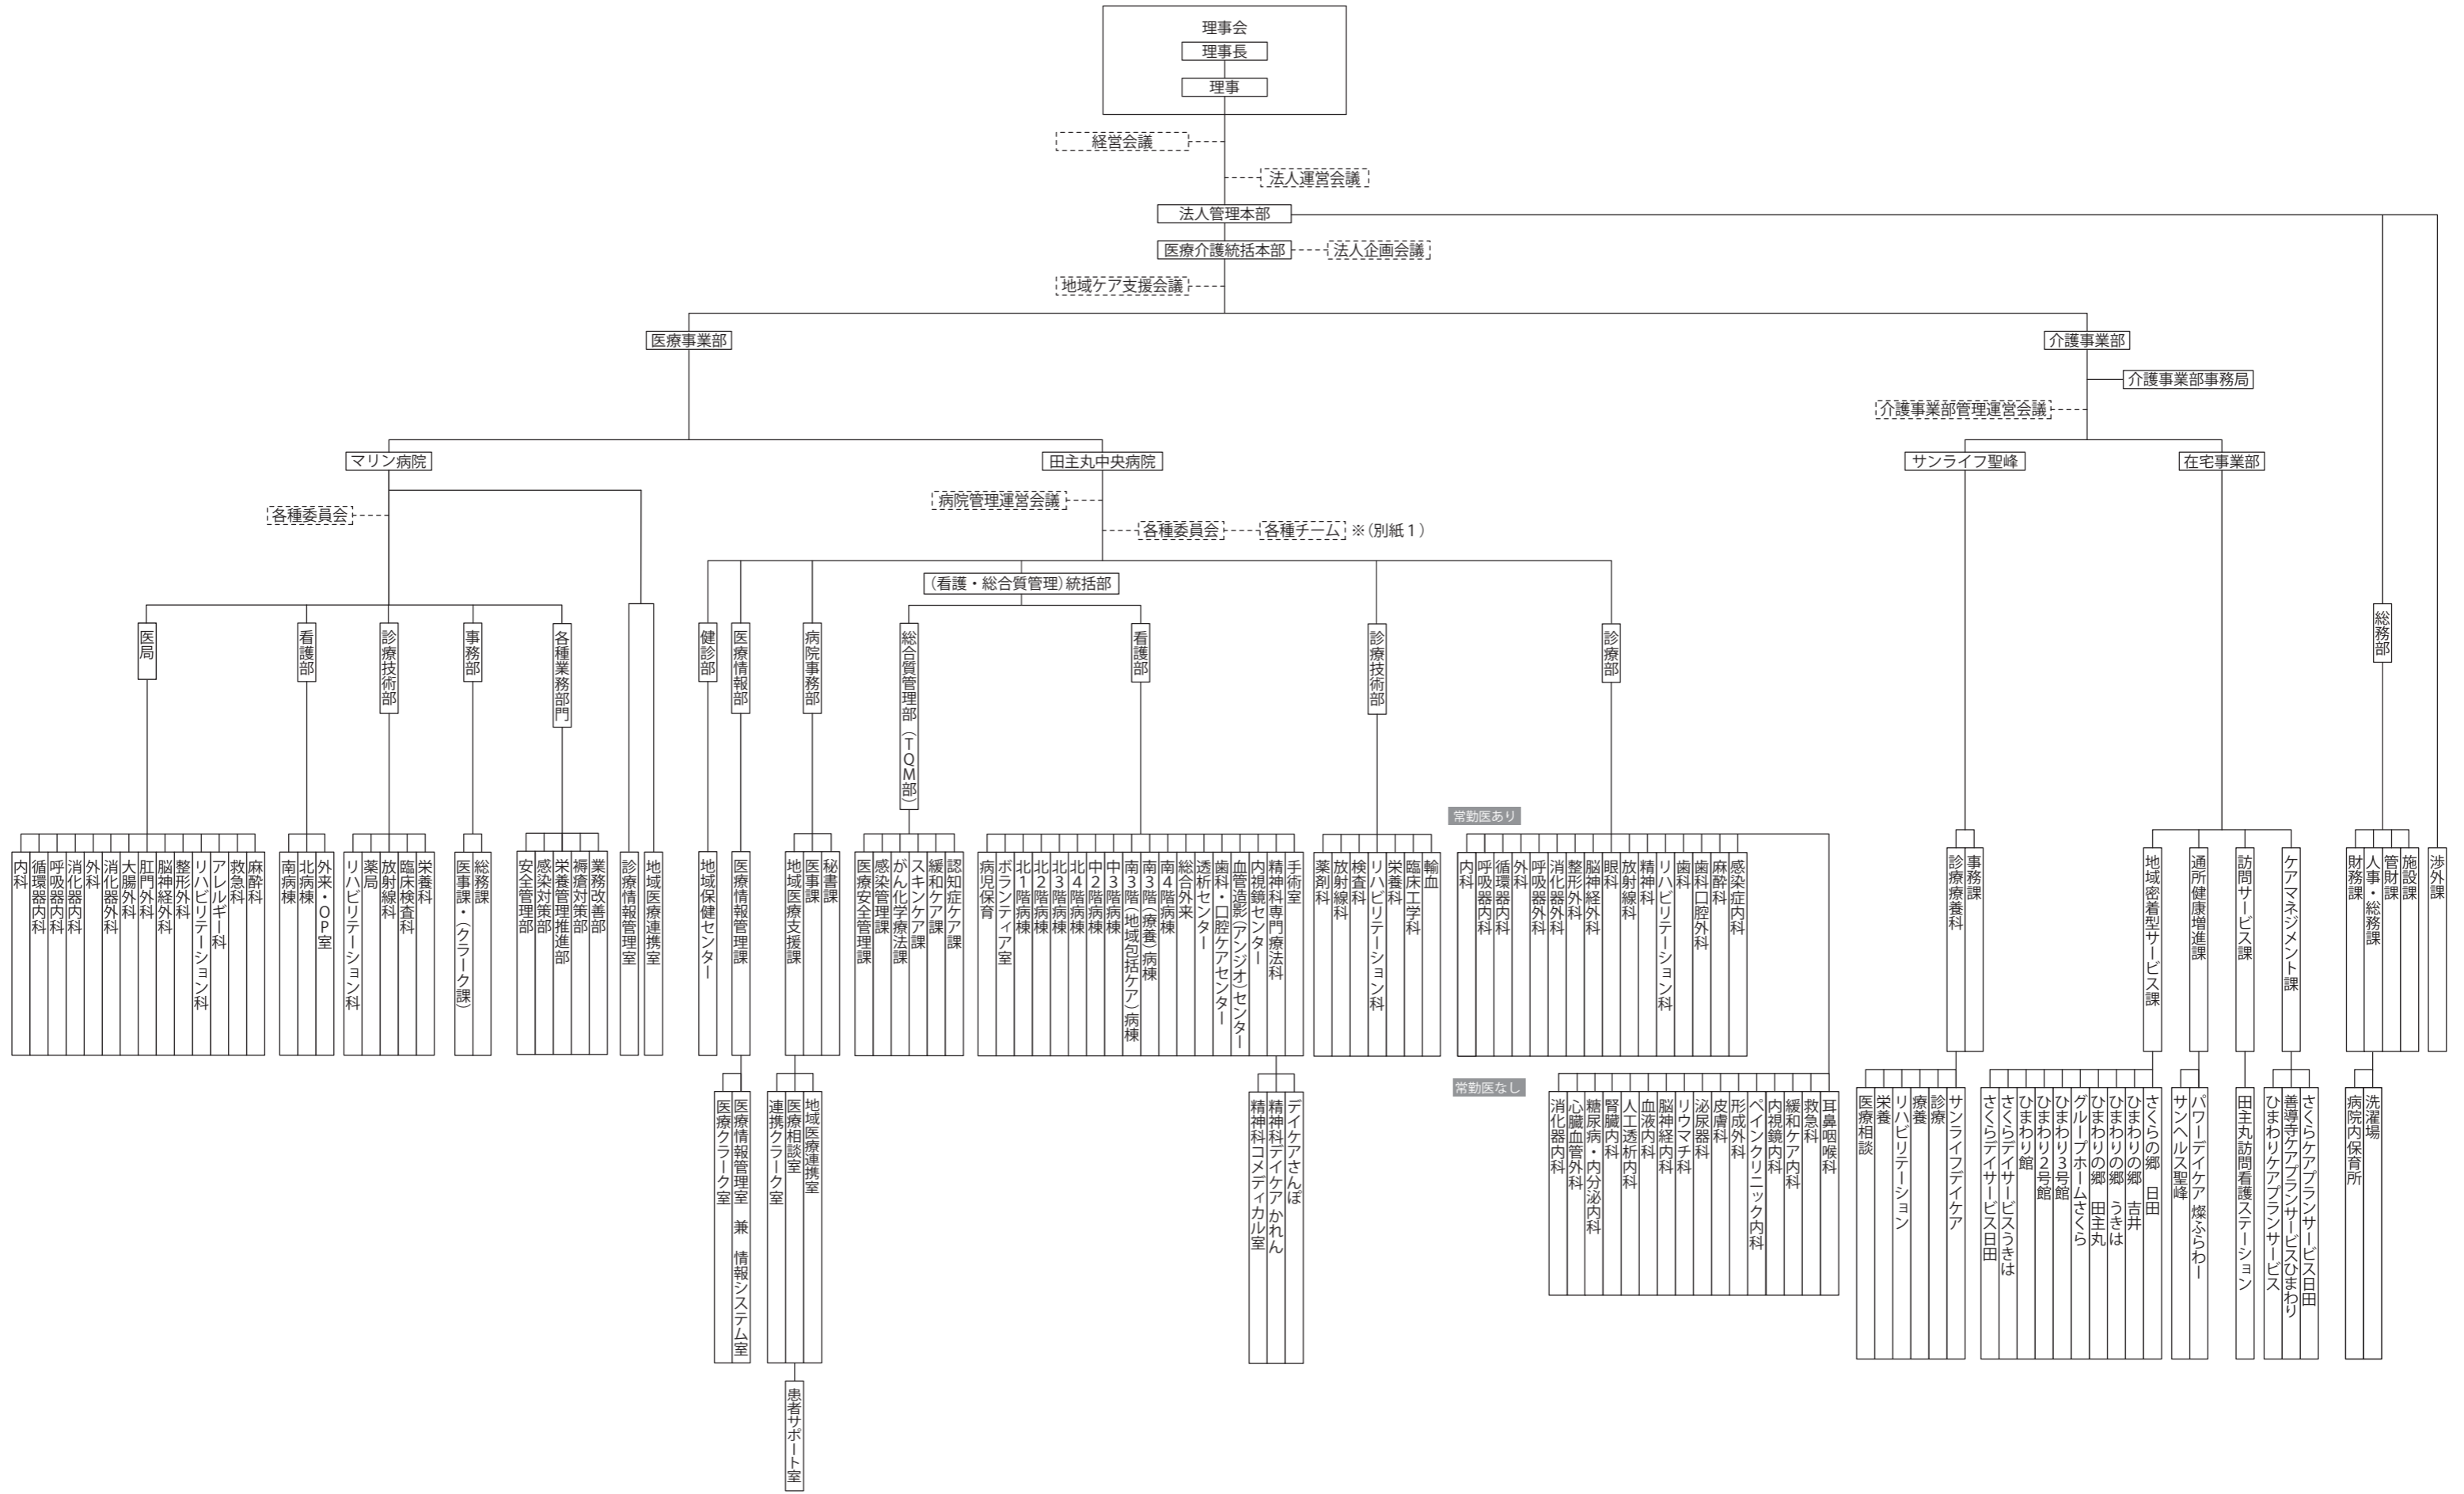 理事会
理事長
理事
経営会議
法人運営会議
法人管理本部
医療介護統括本部
法人企画会議
地域ケア支援会議
医療事業部
介護事業部
介護事業部事務局
介護事業部管理運営会議
マリン病院
田主丸中央病院
サンライフ聖峰
在宅事業部
病院管理運営会議
各種委員会
各種委員会
各種チーム
※（別紙１）
（看護・総合質管理）統括部
医局
看護部
診療技術部
事務部
各種業務部門
健診部
医療情報部
病院事務部
総合質管理部（TQM部）
看護部
診療技術部
診療部
総務部
常勤医あり
内科
循環器内科
呼吸器内科
消化器内科
外科
消化器外科
大腸外科
肛門外科
脳神経外科
整形外科
リハビリテーション科
アレルギー科
救急科
麻酔科
南病棟
北病棟
外来・OP室
リハビリテーション科
薬局
放射線科
臨床検査科
栄養科
医事課・（クラーク課）
総務課
安全管理部
感染対策部
栄養管理推進部
褥瘡対策部
業務改善部
診療情報管理室
地域医療連携室
地域保健センター
医療情報管理課
地域医療支援課
医事課
秘書課
医療安全管理課
感染管理課
がん化学療法課
スキンケア課
緩和ケア課
認知症ケア課
病児保育
ボランティア室
北１階病棟
北２階病棟
北３階病棟
北４階病棟
中２階病棟
中３階病棟
南３階（地域包括ケア）病棟
南３階（療養）病棟
南４階病棟
総合外来
透析センター
歯科・口腔ケアセンター
血管造影（アンジオ）センター
内視鏡センター
精神科専門療法科
手術室
薬剤科
放射線科
検査科
リハビリテーション科
栄養科
臨床工学科
輸血
内科
呼吸器内科
循環器内科
外科
呼吸器外科
消化器外科
整形外科
脳神経外科
眼科
放射線科
精神科
リハビリテーション科
歯科
歯科口腔外科
麻酔科
感染症内科
診療療養科
事務課
地域密着型サービス課
通所健康増進課
訪問サービス課
ケアマネジメント課
財務課
人事・総務課
管財課
施設課
渉外課
常勤医なし
医療クラーク室
医療情報管理室　兼　情報システム室
連携クラーク室
医療相談室
地域医療連携室
精神科コメディカル室
精神科デイケア かれん
デイケアさんぽ
消化器内科
心臓血管外科
糖尿病・内分泌内科
腎臓内科
人工透析内科
血液内科
脳神経内科
リウマチ科
泌尿器科
皮膚科
形成外科
ペインクリニック内科
内視鏡内科
緩和ケア内科
救急科
耳鼻咽喉科
医療相談
栄養
リハビリテーション
療養
診療
サンライフデイケア
さくらデイサービス日田
さくらデイサービスうきは
ひまわり館
ひまわり２号館
ひまわり３号館
グループホームさくら
ひまわりの郷　田主丸
ひまわりの郷　うきは
ひまわりの郷　吉井
さくらの郷　日田
サンヘルス聖峰
パワーデイケア 燦ふらわー
田主丸訪問看護ステーション
ひまわりケアプランサービス
善導寺ケアプランサービスひまわり
さくらケアプランサービス日田
病院内保育所
洗濯場
患者サポート室